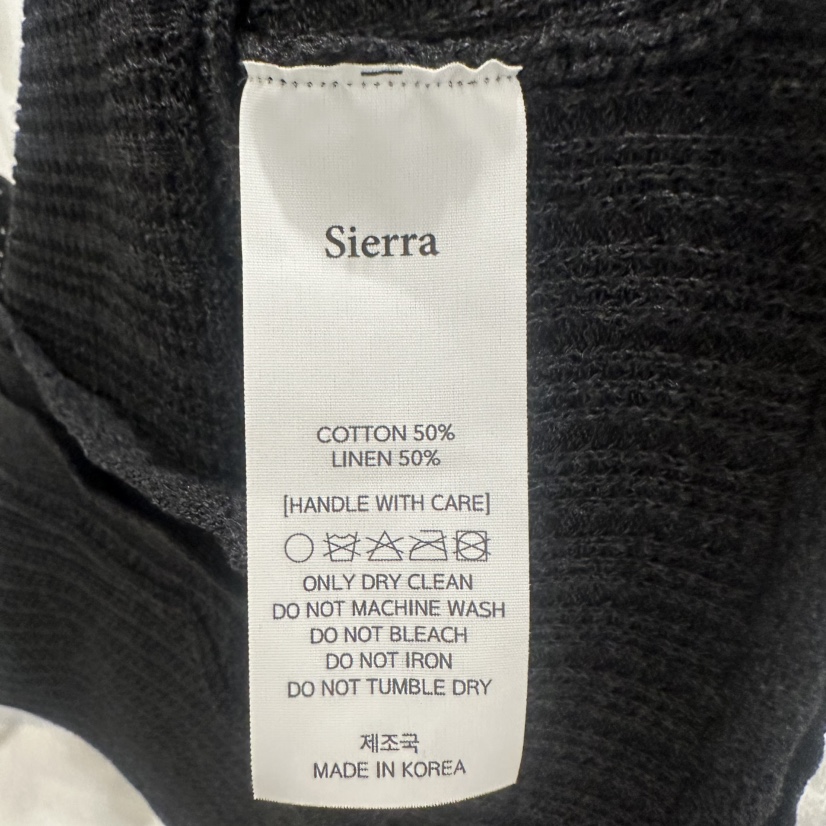 Sierra
COTTON 50%
LINEN 50%
[HANDLE WITH CARE]
ONLY DRY CLEAN
DO NOT MACHINE WASH
DO NOT BLEACH
DO NOT IRON
DO NOT TUMBLE DRY
제조국
MADE IN KOREA